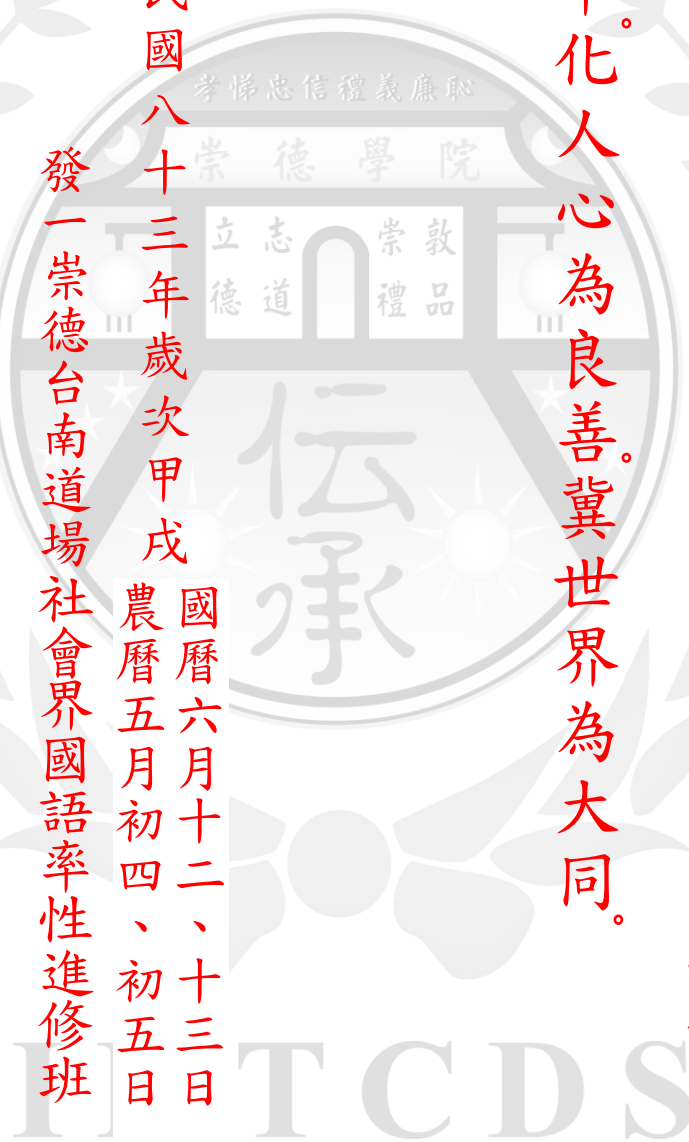 化人心為良善。冀世界為大同。
國八十三年歲次甲戌
國曆六月十二、十三日
農曆五月初四、初五日
發一崇德台南道場社會界國語率性進修班
孝悌忠信禮義廉恥
崇德學院
立志 崇敦
德道 禮品
伝承
TCDS